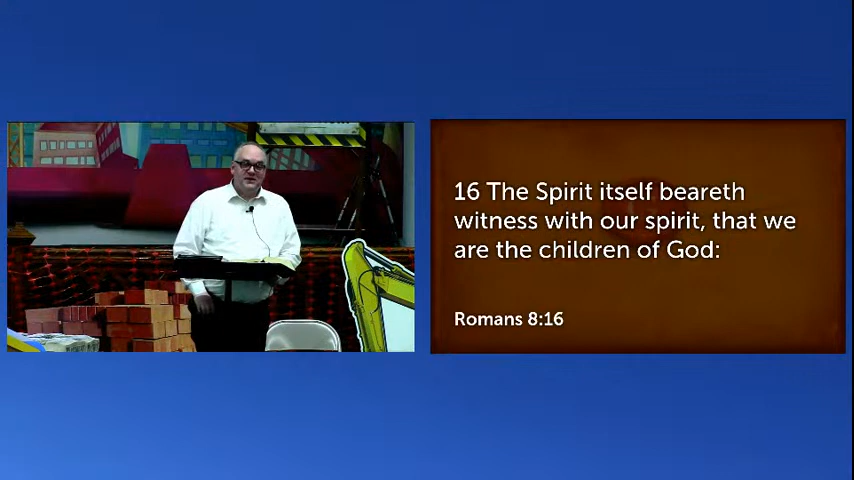 16 The Spirit itself beareth
witness with our spirit, that we
are the children of God:
Romans 8:16